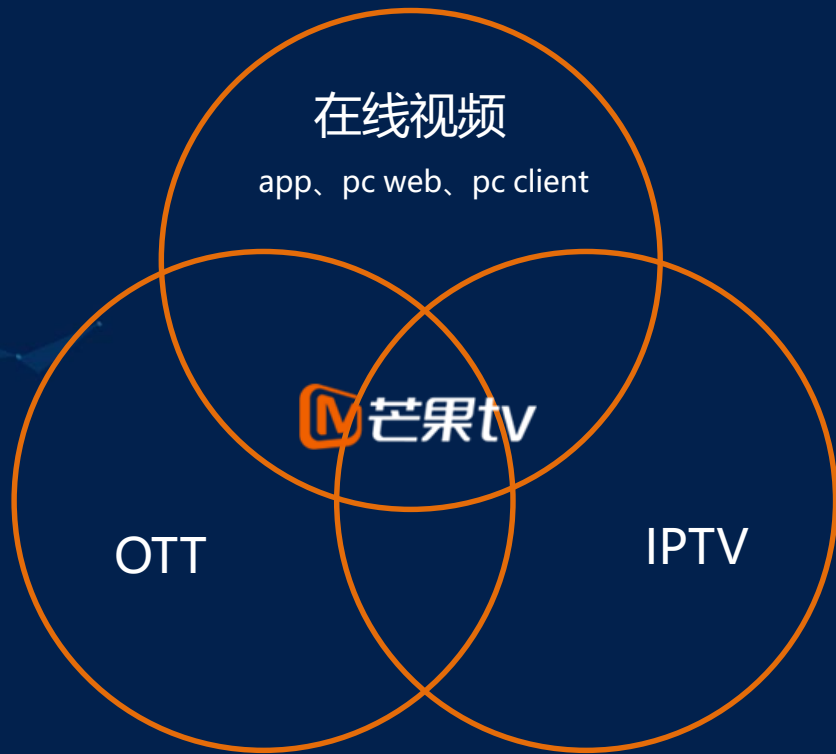 在线视频
app、pc web、pc client
芒果tv
OTT
IPTV